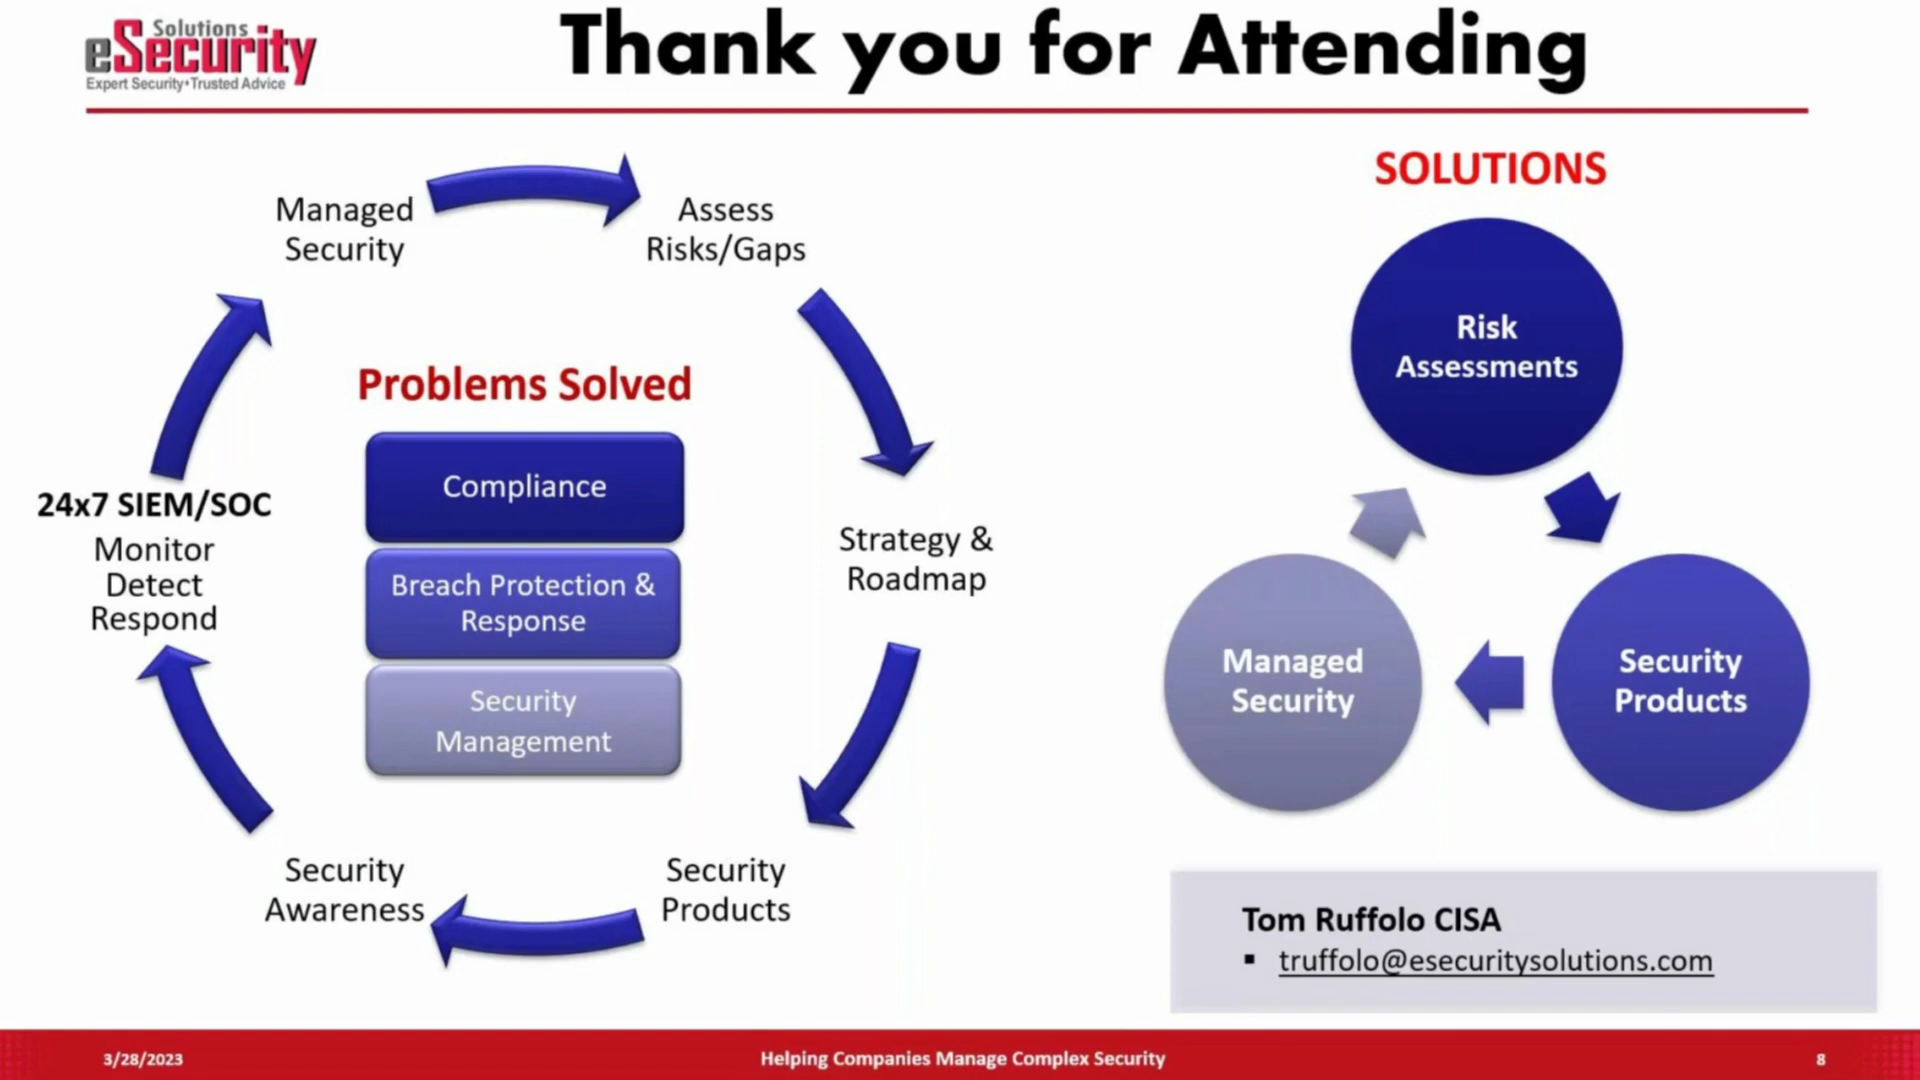 Solutions
eSecurity
Expert Security•Trusted Advice
Thank you for Attending
Managed
Security
Assess
Risks/Gaps
Strategy &
Roadmap
Security
Products
Security
Awareness
24x7 SIEM/SOC
Monitor
Detect
Respond
Problems Solved
Compliance
Breach Protection &
Response
Security
Management
SOLUTIONS
Risk
Assessments
Security
Products
Managed
Security
Tom Ruffolo CISA
▪ truffolo@esecuritysolutions.com
3/28/2023
Helping Companies Manage Complex Security
8